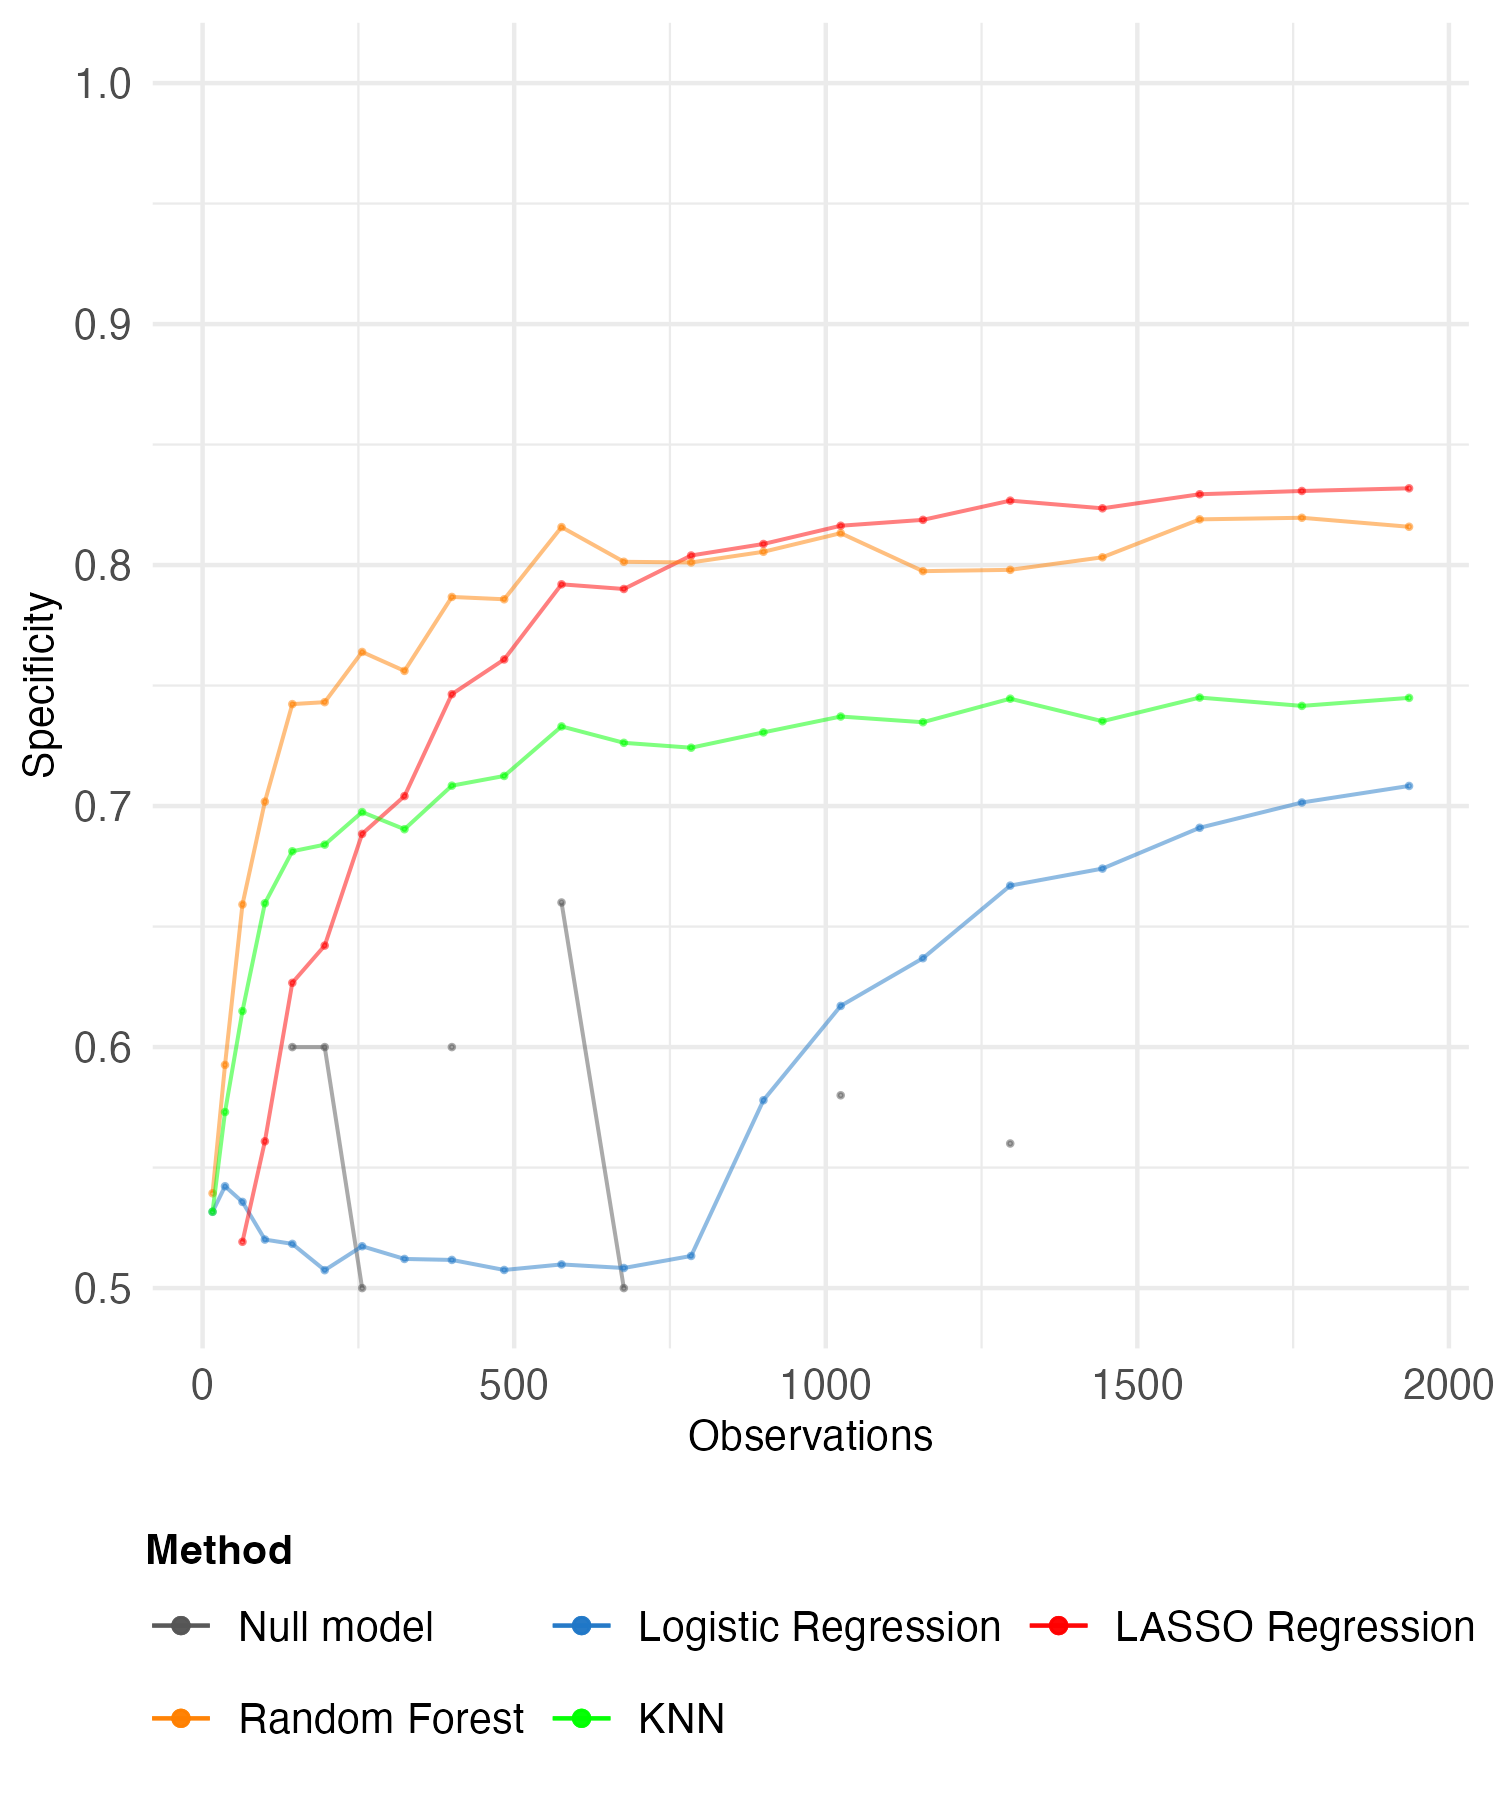 1.0
0.9
0.8
0.7
0.6
0.5
Specificity
0 500 1000 1500 2000
Observations
Method
Null model Logistic Regression LASSO Regression
Random Forest KNN